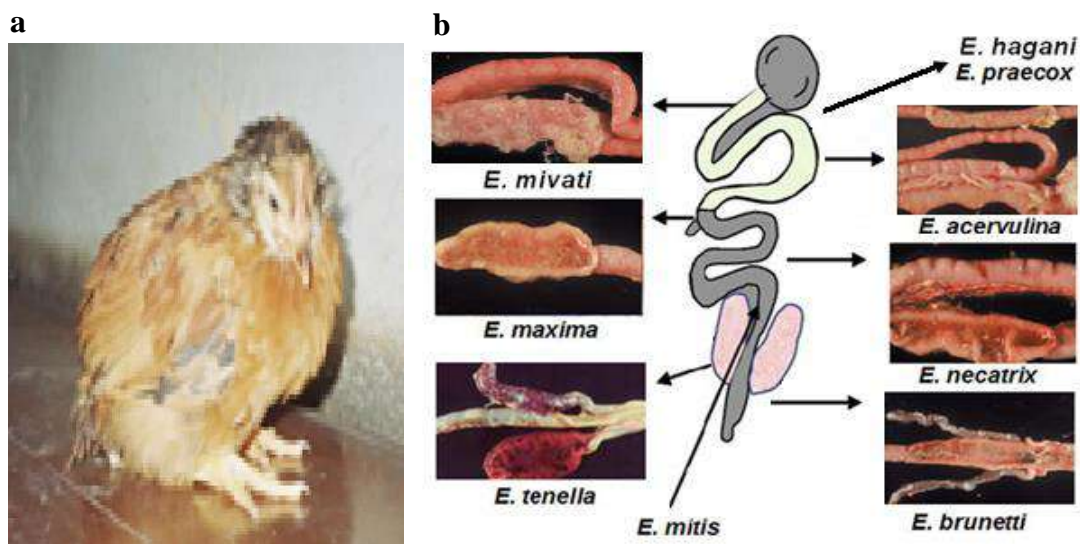 a
b
E. hagani
E. praecox
E. mivati
E. acervulina
E. maxima
E. necatrix
E. tenella
E. mitis
E. brunetti